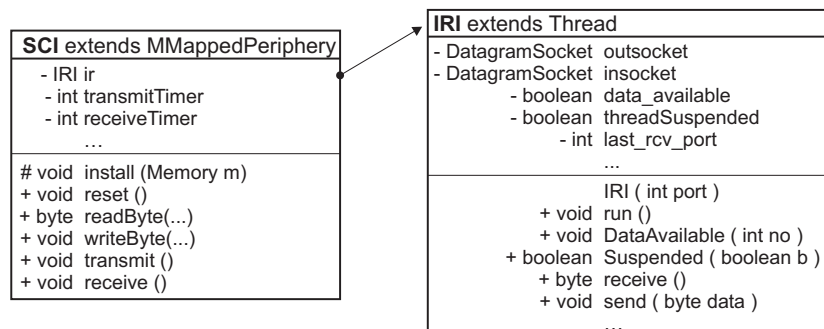 SCI extends MMappedPeriphery
- IRI ir
- int transmitTimer
- int receiveTimer
...
# void install (Memory m)
+ void reset ()
+ byte readByte(...)
+ void writeByte(...)
+ void transmit ()
+ void receive ()
IRI extends Thread
- DatagramSocket outsocket
- DatagramSocket insocket
- boolean data_available
- boolean threadSuspended
- int last_rcv_port
...
IRI ( int port )
+ void run ()
+ void DataAvailable ( int no )
+ boolean Suspended ( boolean b )
+ byte receive ()
+ void send ( byte data )
...